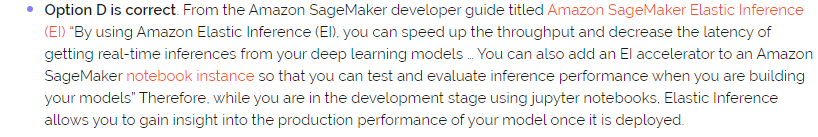 Option D is correct. From the Amazon SageMaker developer guide titled Amazon SageMaker Elastic Inference
(EI) “By using Amazon Elastic Inference (EI), you can speed up the throughput and decrease the latency of
getting real-time inferences from your deep learning models … You can also add an EI accelerator to an Amazon
SageMaker notebook instance so that you can test and evaluate inference performance when you are building
your models” Therefore, while you are in the development stage using jupyter notebooks, Elastic Inference
allows you to gain insight into the production performance of your model once it is deployed.